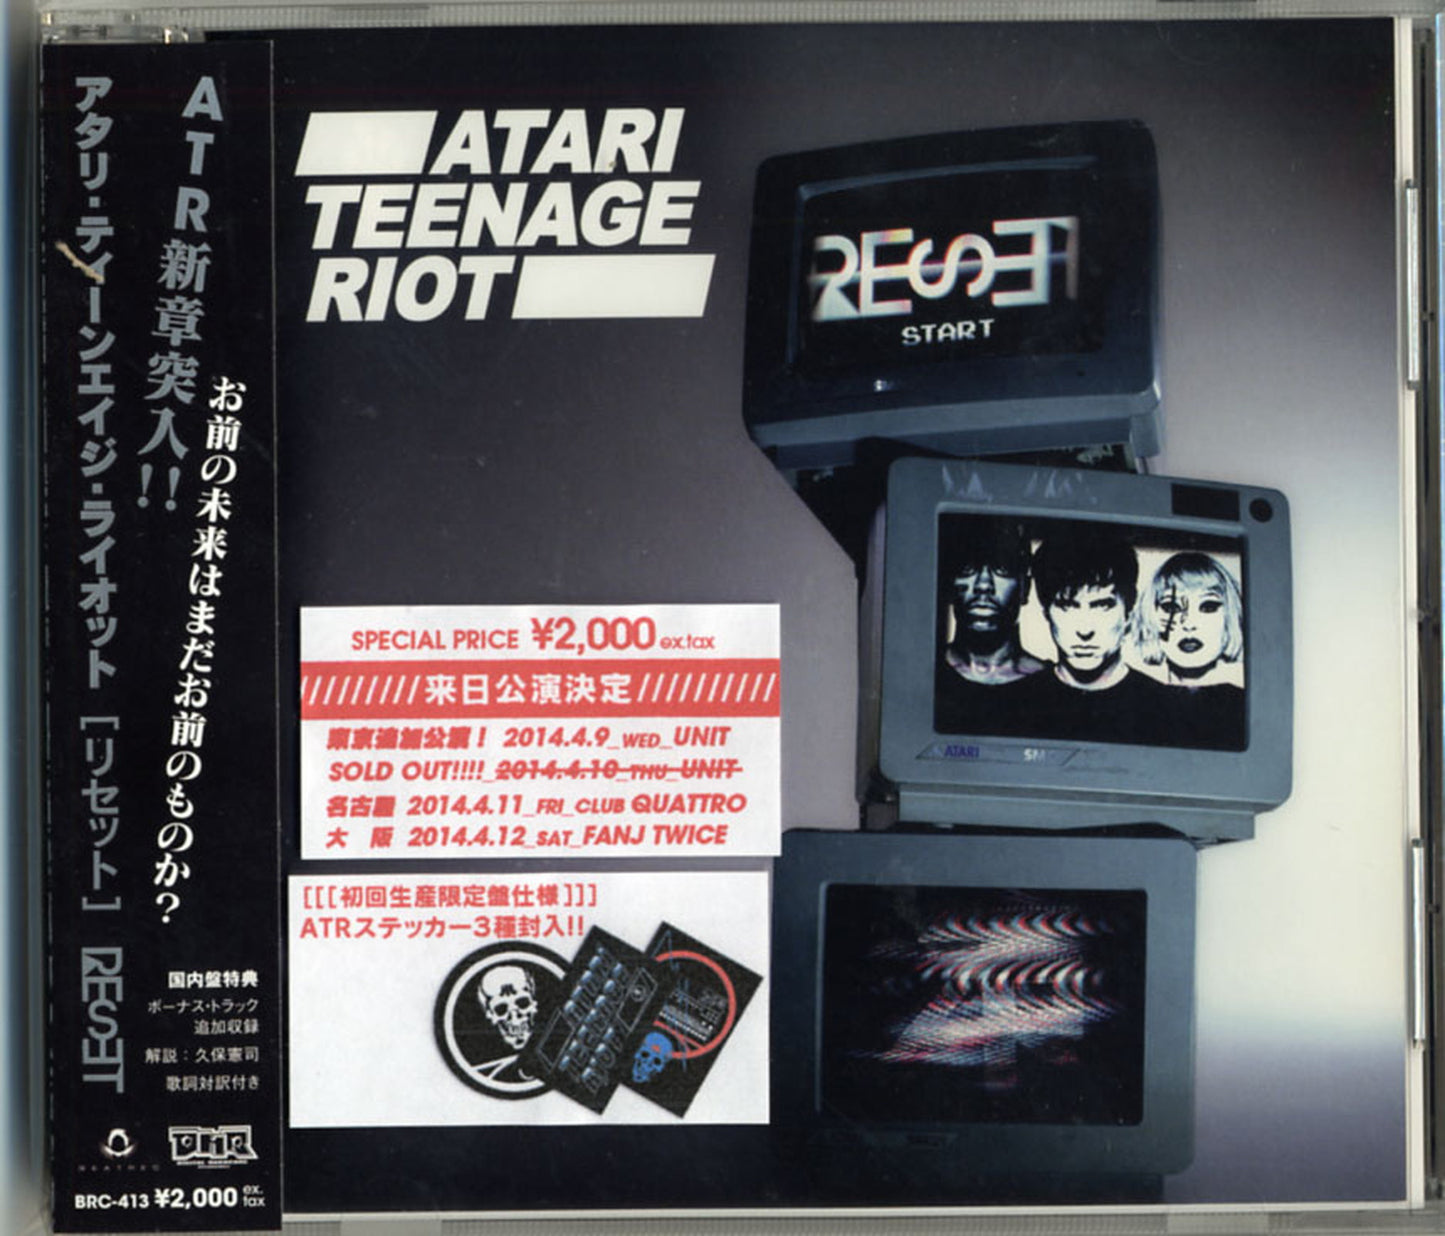 アタリ・ティーンエイジ・ライオット [リセット] RESET
ATR新章突入!!
お前の未来はまだお前のものか?
国内盤特典
ボーナス・トラック
追加収録
解説：久保憲司
歌詞対訳付き
BEATREC
DHR
DIGITAL HARDCORE
BRC-413 ¥2,000 ex. tax
ATARI
TEENAGE
RIOT
RESET
START
ATARI SM
SPECIAL PRICE ¥2,000 ex.tax
/////////来日公演決定//////////
東京追加公演！ 2014.4.9_WED_UNIT
SOLD OUT!!!!_2014.4.10_THU_UNIT
名古屋 2014.4.11_FRI_CLUB QUATTRO
大 阪 2014.4.12_SAT_FANJ TWICE
[[[初回生産限定盤仕様]]]
ATRステッカー3種封入!!